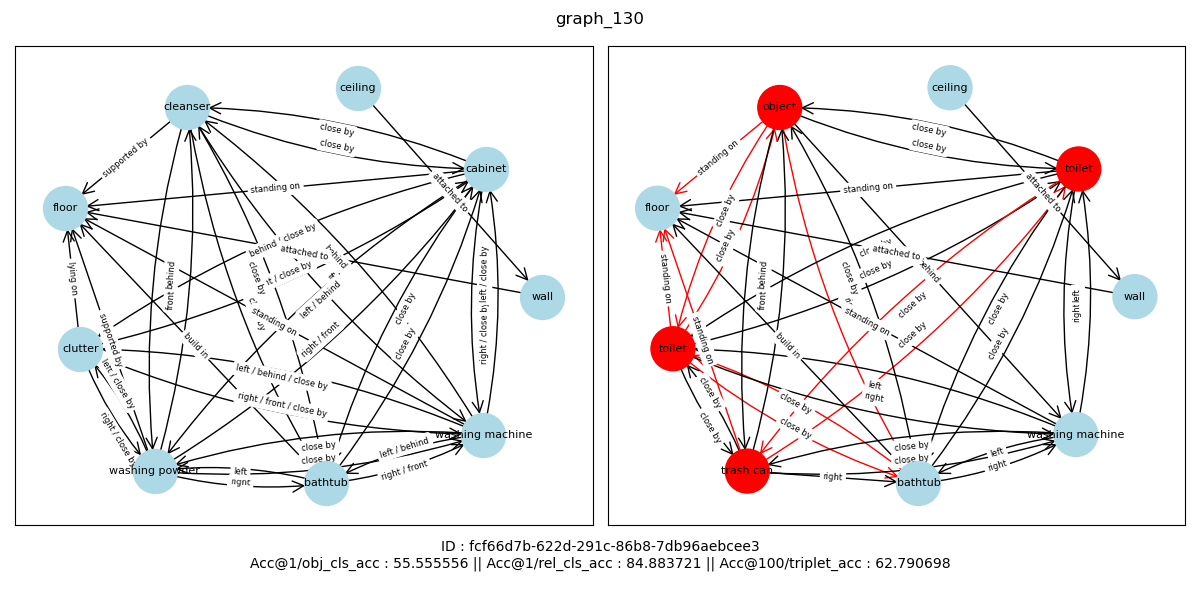 graph_130
ceiling
cleanser
close by
close by
supported by
cabinet
standing on
attached to
floor
behind / close by
attached to
wall
close by
left / behind
lying on
front
behind
standing on
close by
right / front
close by
left / close by
right / close by
clutter
supported by
build in
left / behind / close by
left / close by
right / front / close by
right / close by
washing machine
close by
close by
left / behind
washing powder
left
right
right / front
bathtub
ceiling
object
close by
close by
standing on
toilet
standing on
attached to
floor
close by
close by
attached to
wall
close by
close by
standing on
front
behind
close by
standing on
close by
close by
right
left
toilet
standing on
build in
close by
left
right
close by
close by
close by
close by
washing machine
close by
close by
left
trash can
right
right
bathtub
ID : fcf66d7b-622d-291c-86b8-7db96aebcee3
Acc@1/obj_cls_acc : 55.555556 || Acc@1/rel_cls_acc : 84.883721 || Acc@100/triplet_acc : 62.790698